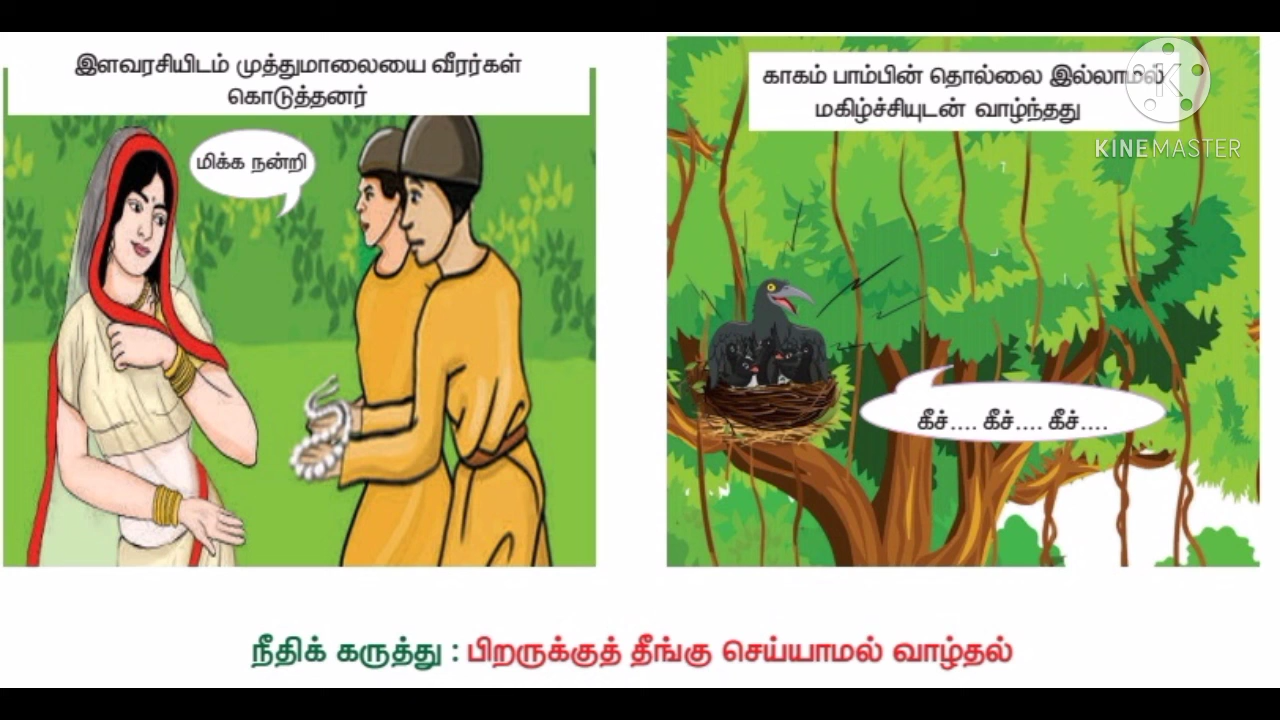 இளவரசியிடம் முத்துமாலையை வீரர்கள்
கொடுத்தனர்
மிக்க நன்றி
காகம் பாம்பின் தொல்லை இல்லாமல்
மகிழ்ச்சியுடன் வாழ்ந்தது
K
KINEMASTER
கீச்.... கீச்.... கீச்....
நீதிக் கருத்து : பிறருக்குத் தீங்கு செய்யாமல் வாழ்தல்